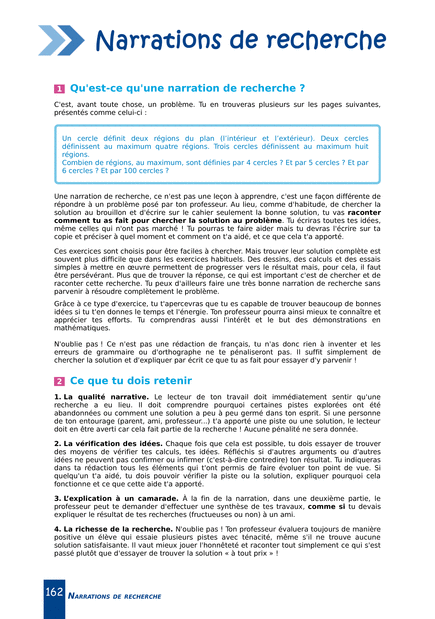 Narrations de recherche
1 Qu'est-ce qu'une narration de recherche ?
C'est, avant toute chose, un problème. Tu en trouveras plusieurs sur les pages suivantes,
présentés comme celui-ci :
Un cercle définit deux régions du plan (l'intérieur et l'extérieur). Deux cercles
définissent au maximum quatre régions. Trois cercles définissent au maximum huit
régions.
Combien de régions, au maximum, sont définies par 4 cercles ? Et par 5 cercles ? Et par
6 cercles ? Et par 100 cercles ?
Une narration de recherche, ce n'est pas une leçon à apprendre, c'est une façon différente de
répondre à un problème posé par ton professeur. Au lieu, comme d'habitude, de chercher la
solution au brouillon et d'écrire sur le cahier seulement la bonne solution, tu vas raconter
comment tu as fait pour chercher la solution au problème. Tu écriras toutes tes idées,
même celles qui n'ont pas marché ! Tu pourras te faire aider mais tu devras l'écrire sur ta
copie et préciser à quel moment et comment on t'a aidé, et ce que cela t'a apporté.
Ces exercices sont choisis pour être faciles à chercher. Mais trouver leur solution complète est
souvent plus difficile que dans les exercices habituels. Des dessins, des calculs et des essais
simples à mettre en œuvre permettent de progresser vers le résultat mais, pour cela, il faut
être persévérant. Plus que de trouver la réponse, ce qui est important c'est de chercher et de
raconter cette recherche. Tu peux d'ailleurs faire une très bonne narration de recherche sans
parvenir à résoudre complètement le problème.
Grâce à ce type d'exercice, tu t'apercevras que tu es capable de trouver beaucoup de bonnes
idées si tu t'en donnes le temps et l'énergie. Ton professeur pourra ainsi mieux te connaître et
apprécier tes efforts. Tu comprendras aussi l'intérêt et le but des démonstrations en
mathématiques.
N'oublie pas ! Ce n'est pas une rédaction de français, tu n'as donc rien à inventer et les
erreurs de grammaire ou d'orthographe ne te pénaliseront pas. Il suffit simplement de
chercher la solution et d'expliquer par écrit ce que tu as fait pour essayer d'y parvenir !
2 Ce que tu dois retenir
1. La qualité narrative. Le lecteur de ton travail doit immédiatement sentir qu'une
recherche a eu lieu. Il doit comprendre pourquoi certaines pistes explorées ont été
abandonnées ou comment une solution a peu à peu germé dans ton esprit. Si une personne
de ton entourage (parent, ami, professeur...) t'a apporté une piste ou une solution, le lecteur
doit en être averti car cela fait partie de la recherche ! Aucune pénalité ne sera donnée.
2. La vérification des idées. Chaque fois que cela est possible, tu dois essayer de trouver
des moyens de vérifier tes calculs, tes idées. Réfléchis si d'autres arguments ou d'autres
idées ne peuvent pas confirmer ou infirmer (c'est-à-dire contredire) ton résultat. Tu indiqueras
dans ta rédaction tous les éléments qui t'ont permis de faire évoluer ton point de vue. Si
quelqu'un t'a aidé, tu dois pouvoir vérifier la piste ou la solution, expliquer pourquoi cela
fonctionne et ce que cette aide t'a apporté.
3. L'explication à un camarade. À la fin de la narration, dans une deuxième partie, le
professeur peut te demander d'effectuer une synthèse de tes travaux, comme si tu devais
expliquer le résultat de tes recherches (fructueuses ou non) à un ami.
4. La richesse de la recherche. N'oublie pas ! Ton professeur évaluera toujours de manière
positive un élève qui essaie plusieurs pistes avec ténacité, même s'il ne trouve aucune
solution satisfaisante. Il vaut mieux jouer l'honnêteté et raconter tout simplement ce qui s'est
passé plutôt que d'essayer de trouver la solution « à tout prix » !
162 NARRATIONS DE RECHERCHE